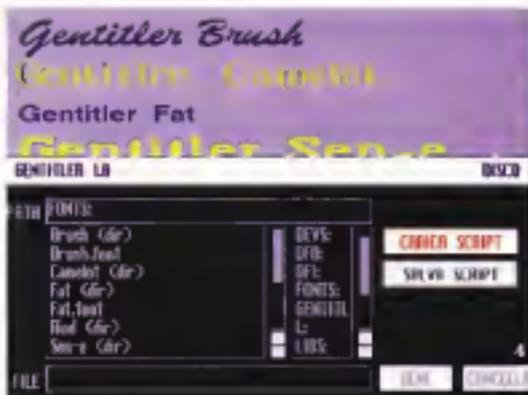 Gentitler Brush
Gentitler Camelot
Gentitler Fat
Gentitler Sen-e
GENTITLER 1.0 DISCO
PATH FONTS:
Brush (dir)
Brush.font
Camelot (dir)
Fat (dir)
Fat.font
(dir)
Sen-e (dir)
DEVS:
DF0:
DF1:
FONTS:
GENTITL
L:
LIBS:
CARICA SCRIPT
SALVA SCRIPT
4
FILE
CANCELLA